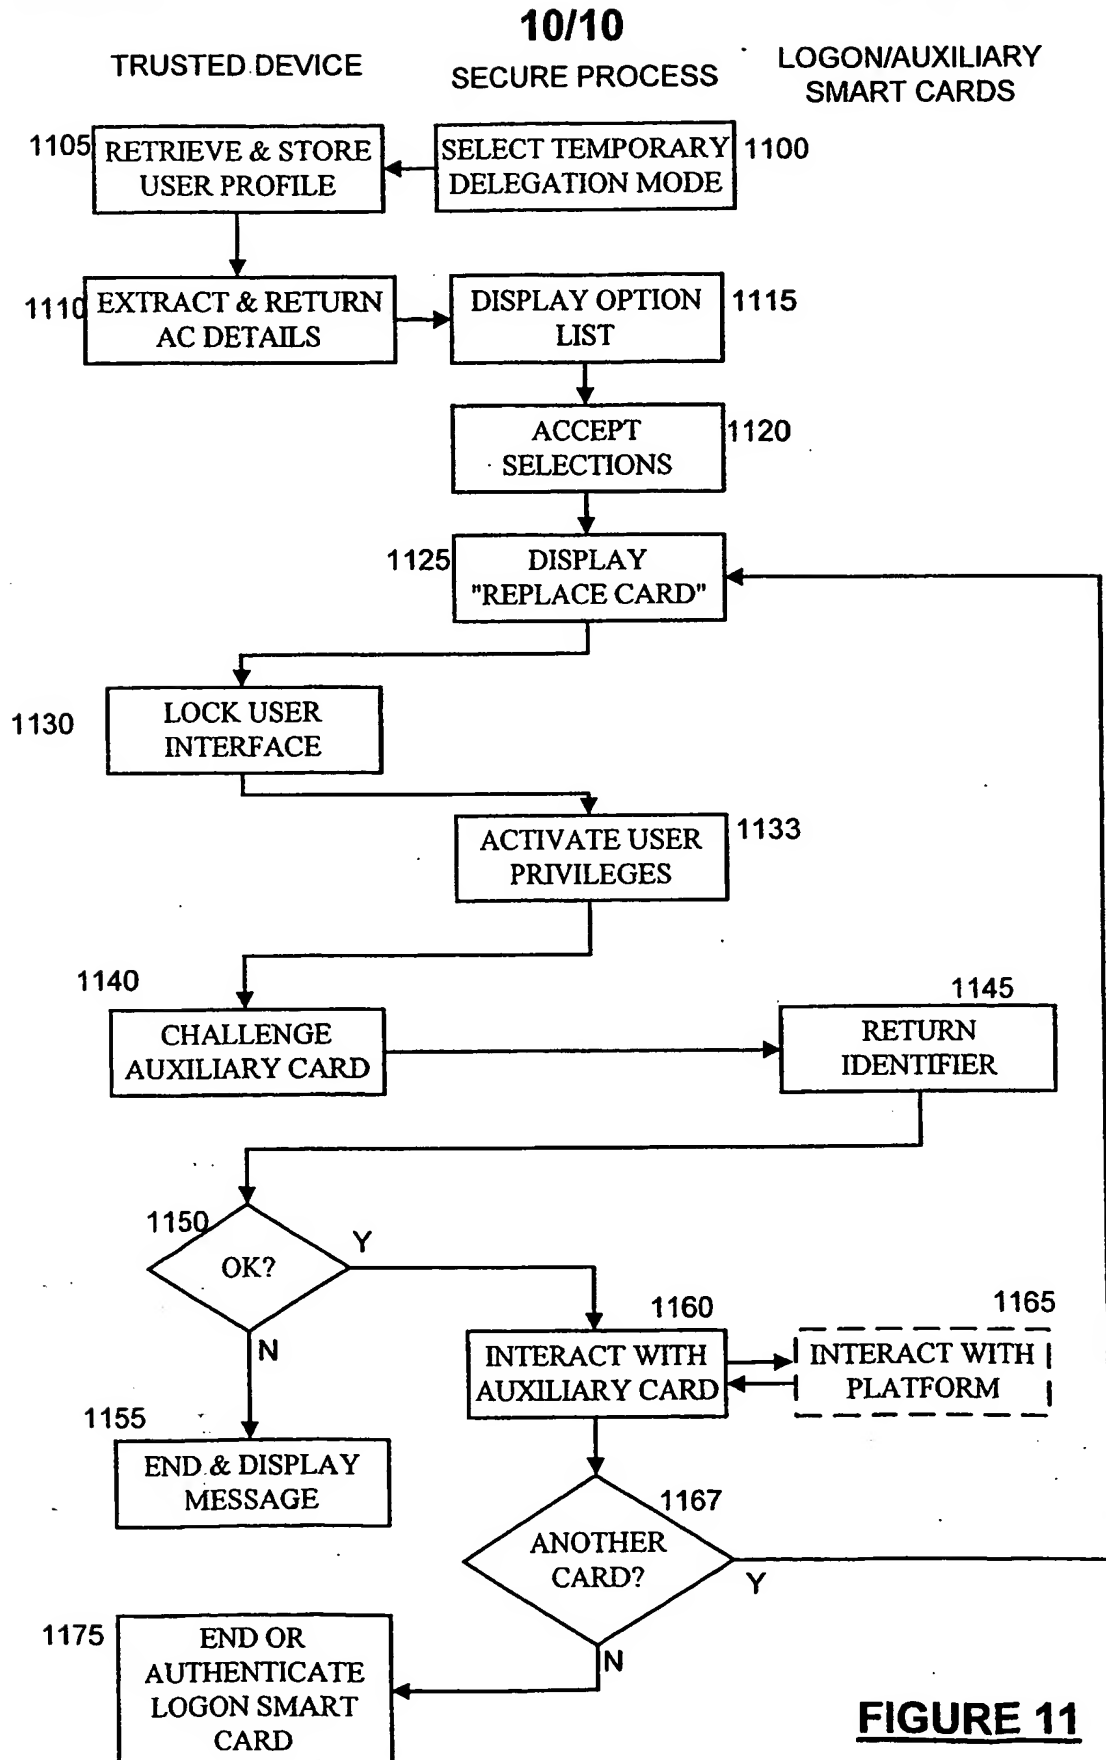 10/10
TRUSTED DEVICE
SECURE PROCESS
LOGON/AUXILIARY
SMART CARDS
1105
RETRIEVE & STORE
USER PROFILE
SELECT TEMPORARY
DELEGATION MODE
1100
1110
EXTRACT & RETURN
AC DETAILS
DISPLAY OPTION
LIST
1115
ACCEPT
SELECTIONS
1120
1125
DISPLAY
"REPLACE CARD"
1130
LOCK USER
INTERFACE
ACTIVATE USER
PRIVILEGES
1133
1140
CHALLENGE
AUXILIARY CARD
1145
RETURN
IDENTIFIER
1150
OK?
Y
N
1155
END & DISPLAY
MESSAGE
1160
INTERACT WITH
AUXILIARY CARD
1165
INTERACT WITH
PLATFORM
1167
ANOTHER
CARD?
Y
N
1175
END OR
AUTHENTICATE
LOGON SMART
CARD
FIGURE 11